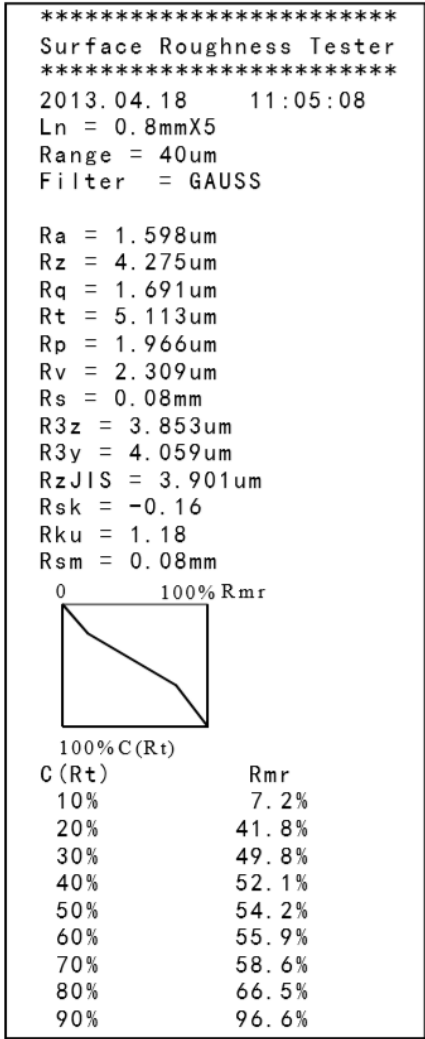 ************************
Surface Roughness Tester
************************
2013.04.18 11:05:08
Ln = 0.8mmX5
Range = 40um
Filter = GAUSS
Ra = 1.598um
Rz = 4.275um
Rq = 1.691um
Rt = 5.113um
Rp = 1.966um
Rv = 2.309um
Rs = 0.08mm
R3z = 3.853um
R3y = 4.059um
RzJIS = 3.901um
Rsk = -0.16
Rku = 1.18
Rsm = 0.08mm
0 100% Rmr
100% C(Rt)
C(Rt) Rmr
10% 7.2%
20% 41.8%
30% 49.8%
40% 52.1%
50% 54.2%
60% 55.9%
70% 58.6%
80% 66.5%
90% 96.6%